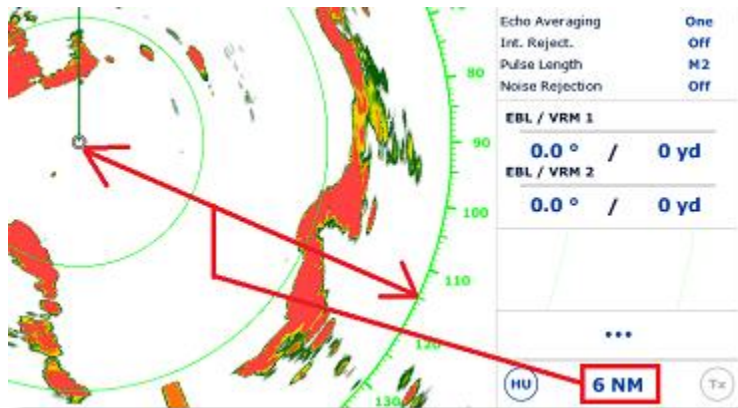 Echo Averaging One
Int. Reject. Off
Pulse Length M2
Noise Rejection Off
EBL / VRM 1
0.0 ° / 0 yd
EBL / VRM 2
0.0 ° / 0 yd
80
90
100
110
120
130
•••
HU 6 NM Tx